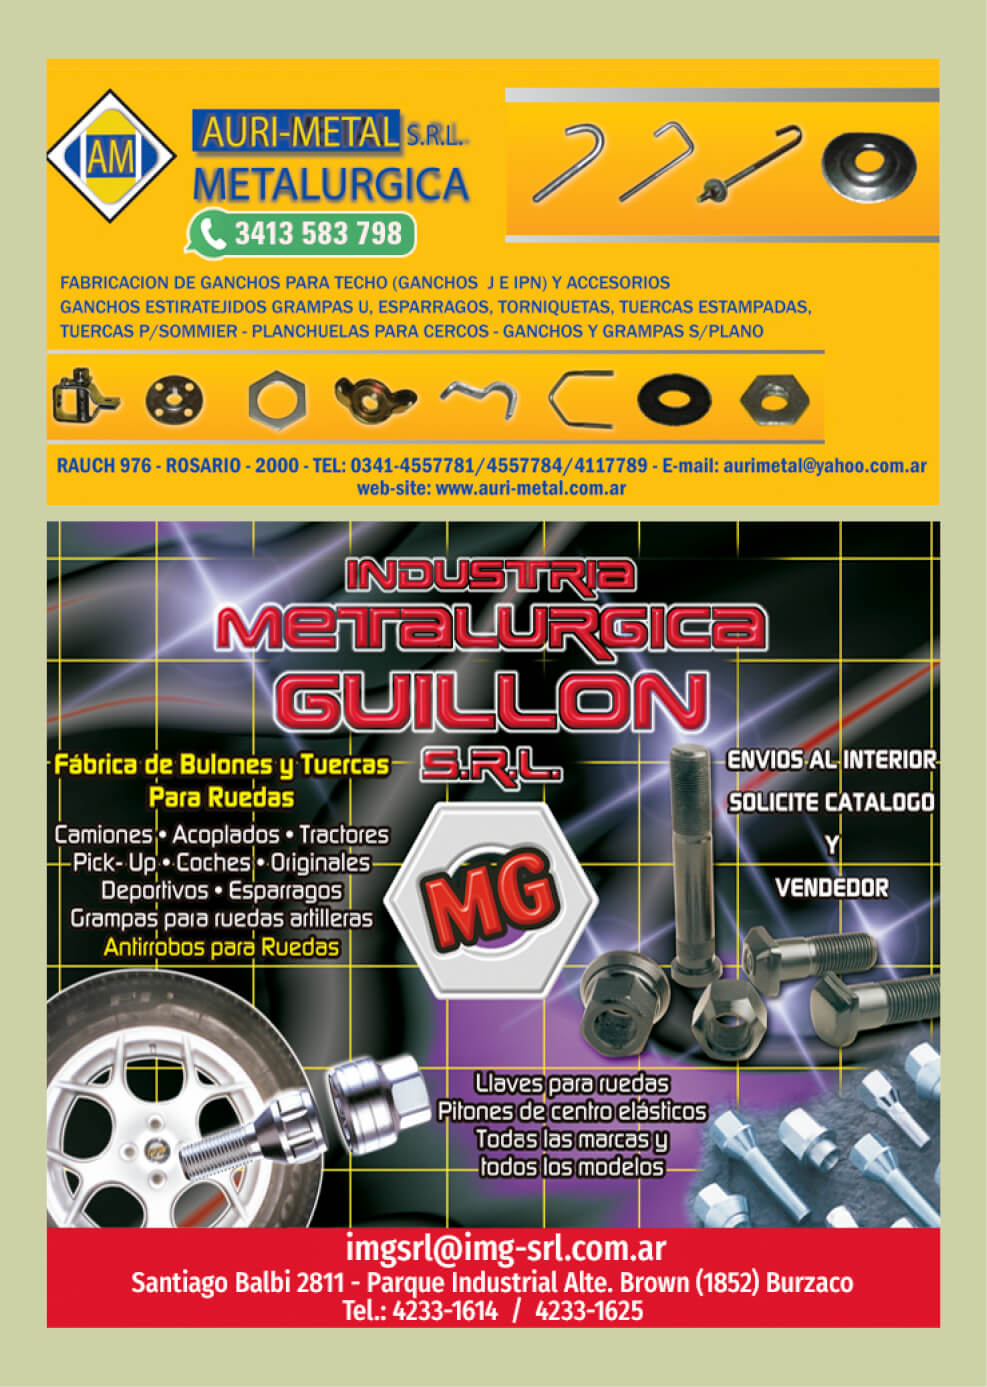 AM
AURI-METAL S.R.L.
METALURGICA
3413 583 798
FABRICACION DE GANCHOS PARA TECHO (GANCHOS J E IPN) Y ACCESORIOS
GANCHOS ESTIRATEJIDOS GRAMPAS U, ESPARRAGOS, TORNIQUETAS, TUERCAS ESTAMPADAS,
TUERCAS P/SOMMIER - PLANCHUELAS PARA CERCOS - GANCHOS Y GRAMPAS S/PLANO
RAUCH 976 - ROSARIO - 2000 - TEL: 0341-4557781/4557784/4117789 - E-mail: aurimetal@yahoo.com.ar
web-site: www.auri-metal.com.ar
INDUSTRIA
METALURGICA
GUILLON
S.R.L.
Fábrica de Bulones y Tuercas
Para Ruedas
Camiones • Acoplados • Tractores
Pick- Up • Coches • Originales
Deportivos • Esparragos
Grampas para ruedas artilleras
Antirrobos para Ruedas
MG
ENVIOS AL INTERIOR
SOLICITE CATALOGO
Y
VENDEDOR
Llaves para ruedas
Pitones de centro elásticos
Todas las marcas y
todos los modelos
imgsrl@img-srl.com.ar
Santiago Balbi 2811 - Parque Industrial Alte. Brown (1852) Burzaco
Tel.: 4233-1614 / 4233-1625